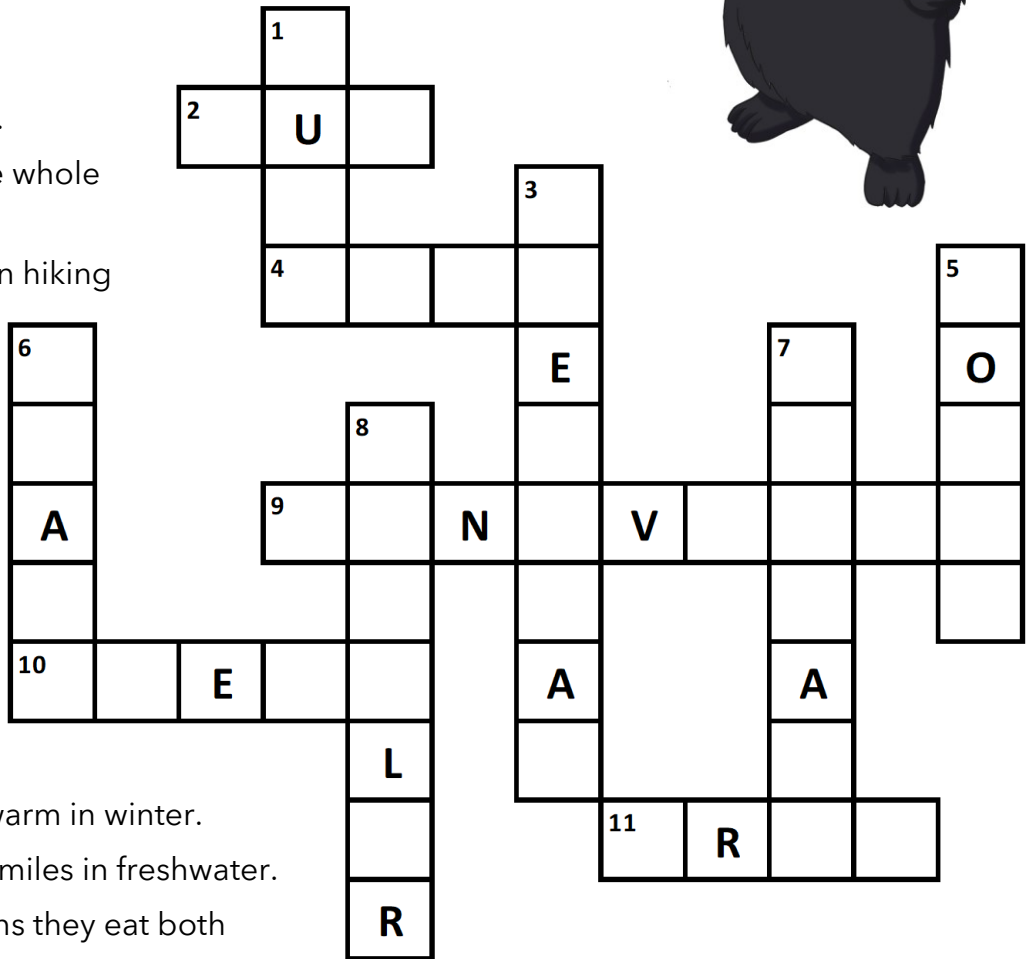 1
2 U
.
e whole
3
n hiking
4
5
6
E
7
O
8
A
9
N
V
10
E
A
A
L
warm in winter.
11
R
miles in freshwater.
ns they eat both
R